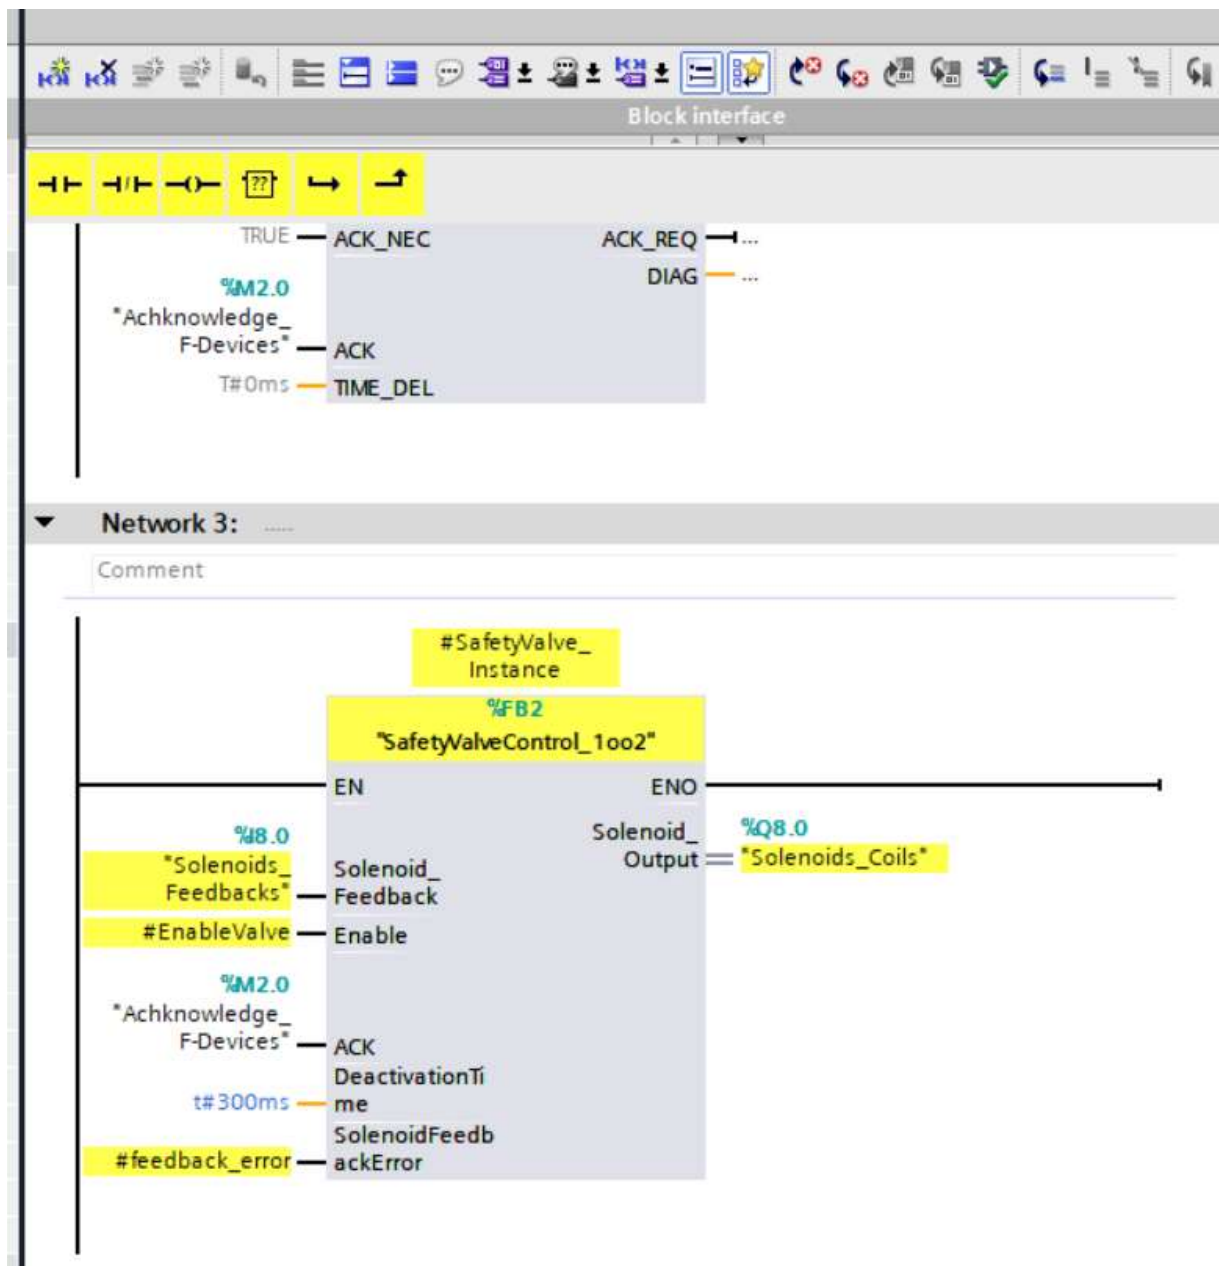 Block interface
??
TRUE ACK_NEC ACK_REQ ...
DIAG ...
%M2.0
"Achknowledge_
F-Devices" ACK
T#0ms TIME_DEL
Network 3: .....
Comment
#SafetyValve_
Instance
%FB2
"SafetyValveControl_1oo2"
EN ENO
%I8.0
"Solenoids_
Feedbacks"
Solenoid_
Feedback
Solenoid_
Output
%Q8.0
"Solenoids_Coils"
#EnableValve Enable
%M2.0
"Achknowledge_
F-Devices" ACK
DeactivationTi
t#300ms me
SolenoidFeedb
#feedback_error ackError